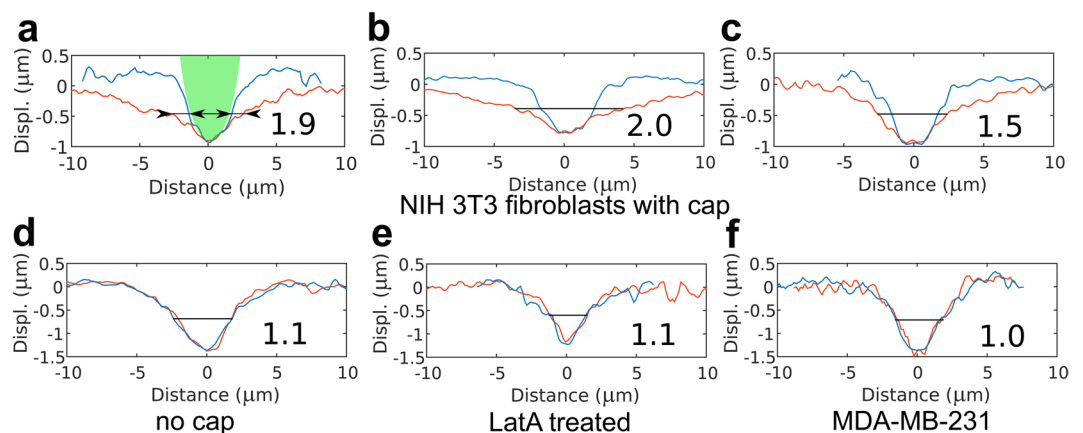 a
b
c
0.5
0
-0.5
-1
Displ. (μm)
1.9
-10 -5 0 5 10
Distance (μm)
0.5
0
-0.5
-1
Displ. (μm)
2.0
-10 -5 0 5 10
Distance (μm)
0.5
0
-0.5
-1
Displ. (μm)
1.5
-10 -5 0 5 10
Distance (μm)
NIH 3T3 fibroblasts with cap
d
e
f
0.5
0
-0.5
-1
-1.5
Displ. (μm)
1.1
-10 -5 0 5 10
Distance (μm)
no cap
0.5
0
-0.5
-1
-1.5
Displ. (μm)
1.1
-10 -5 0 5 10
Distance (μm)
LatA treated
0.5
0
-0.5
-1
-1.5
Displ. (μm)
1.0
-10 -5 0 5 10
Distance (μm)
MDA-MB-231